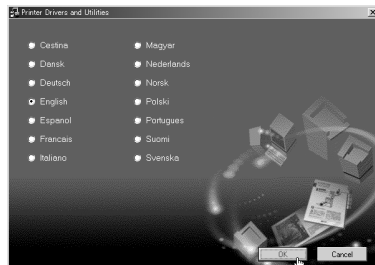 Printer Drivers and Utilities
Cestina
Dansk
Deutsch
English
Espanol
Francais
Italiano
Magyar
Nederlands
Norsk
Polski
Portugues
Suomi
Svenska
OK
Cancel